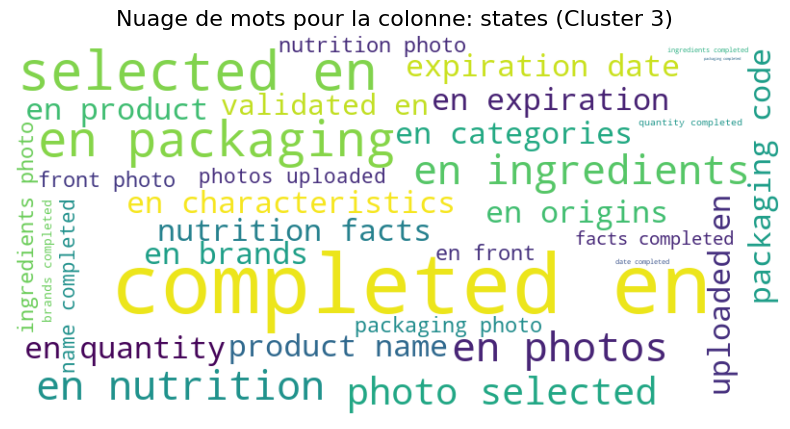 Nuage de mots pour la colonne: states (Cluster 3)
nutrition photo
ingredients completed
packaging completed
selected en
expiration date
packaging code
en product
validated en
en expiration
en packaging
en categories
quantity completed
ingredients photo
front photo
photos uploaded
en ingredients
brands completed
name completed
en characteristics
en origins
uploaded en
nutrition facts
facts completed
en brands
en front
date completed
completed en
packaging photo
en quantity
product name
en photos
en nutrition
photo selected